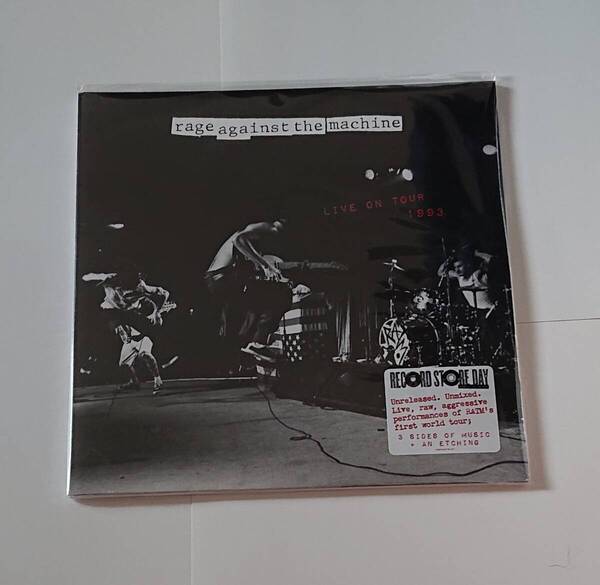 rage against the machine
LIVE ON TOUR
1993
RECORD STORE DAY
Unreleased. Unmixed.
Live, raw, aggressive
performances of RATM's
first world tour;
3 SIDES OF MUSIC
+ AN ETCHING